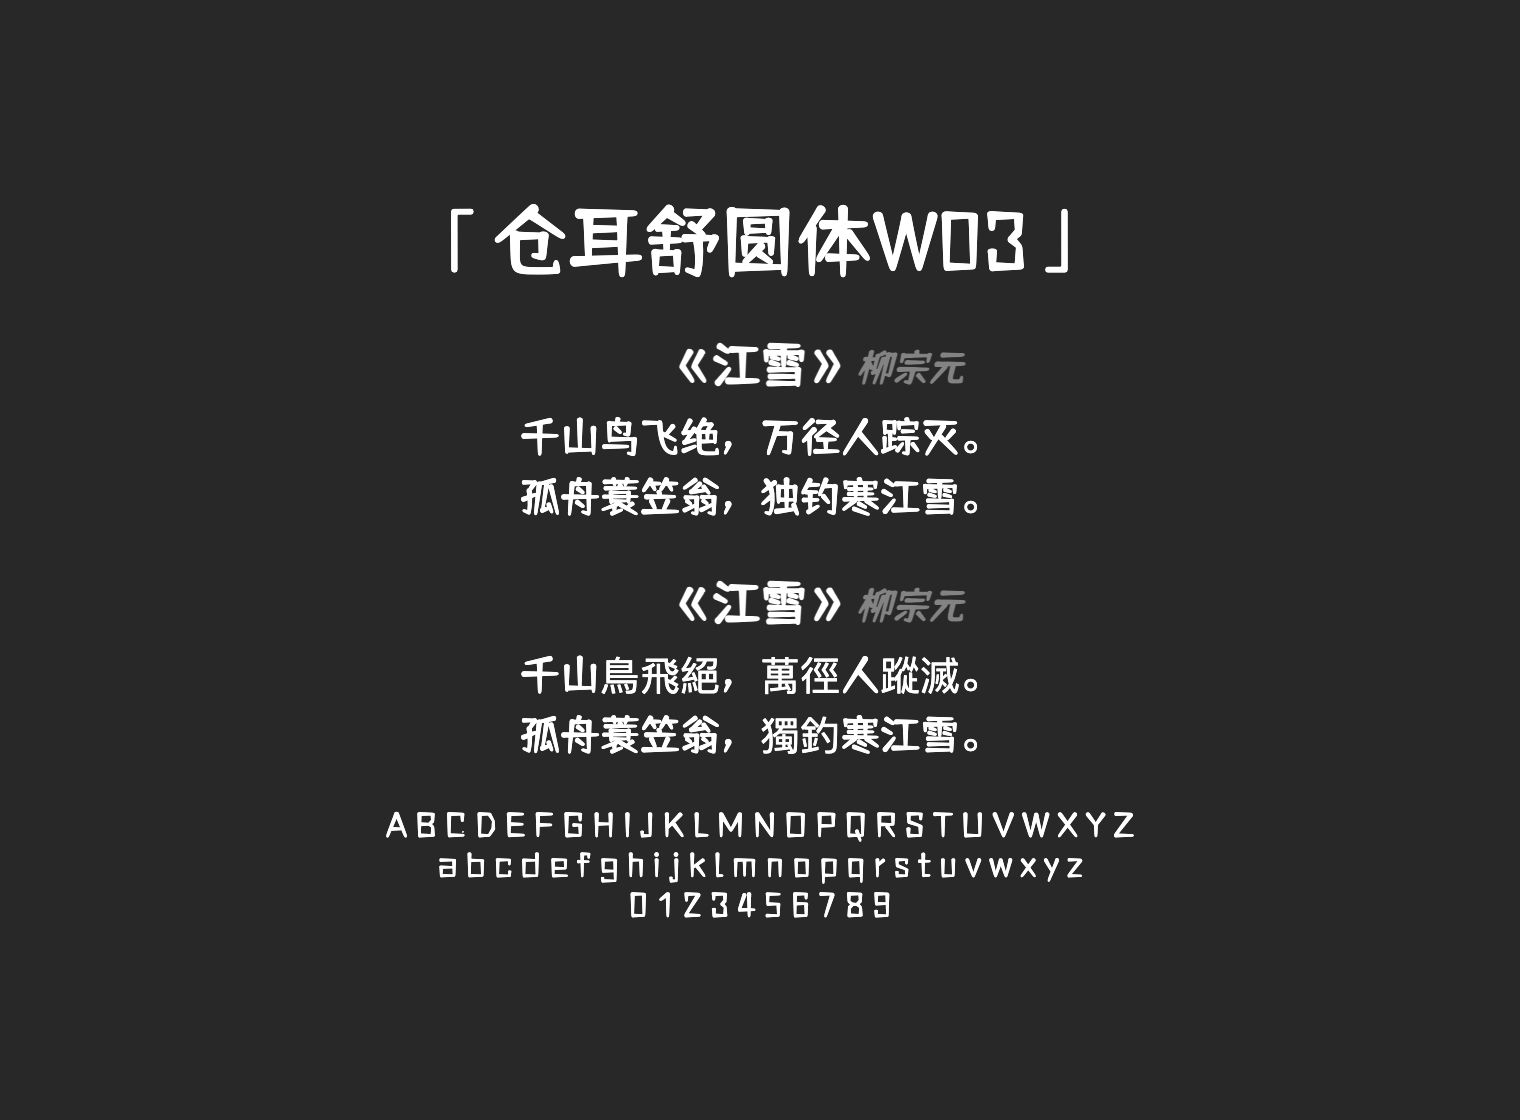 「仓耳舒圆体W03」
《江雪》柳宗元
千山鸟飞绝，万径人踪灭。
孤舟蓑笠翁，独钓寒江雪。
《江雪》柳宗元
千山鳥飛絕，萬徑人蹤滅。
孤舟蓑笠翁，獨釣寒江雪。
ABCDEFGHIJKLMNOPQRSTUVWXYZ
abcdefghijklmnopqrstuvwxyz
0123456789